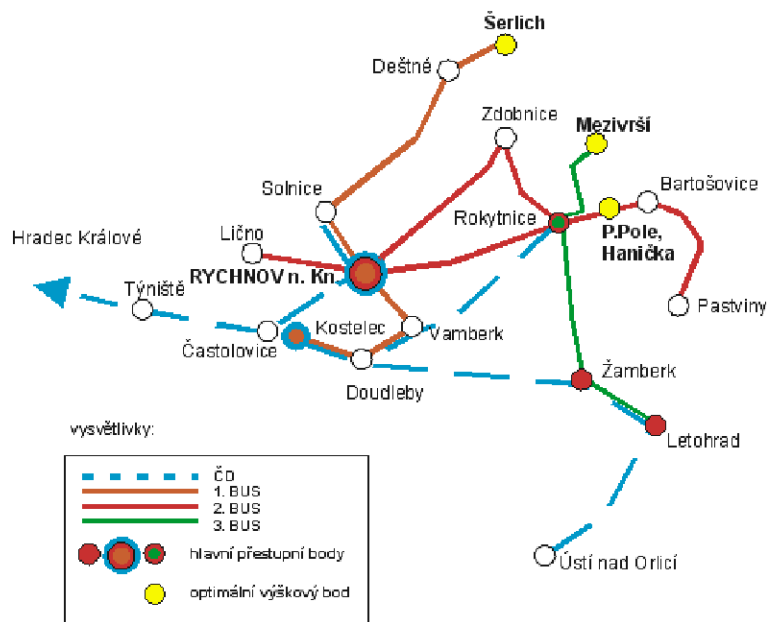 Šerlich
Deštné
Zdobnice
Mezivrší
Solnice
Bartošovice
Rokytnice
Lično
P.Pole,
Hanička
Hradec Králové
RYCHNOV n. Kn.
Týniště
Pastviny
Kostelec
Vamberk
Častolovice
Žamberk
Doudleby
Letohrad
vysvětlivky:
ČD
1. BUS
2. BUS
3. BUS
hlavní přestupní body
Ústí nad Orlicí
optimální výškový bod